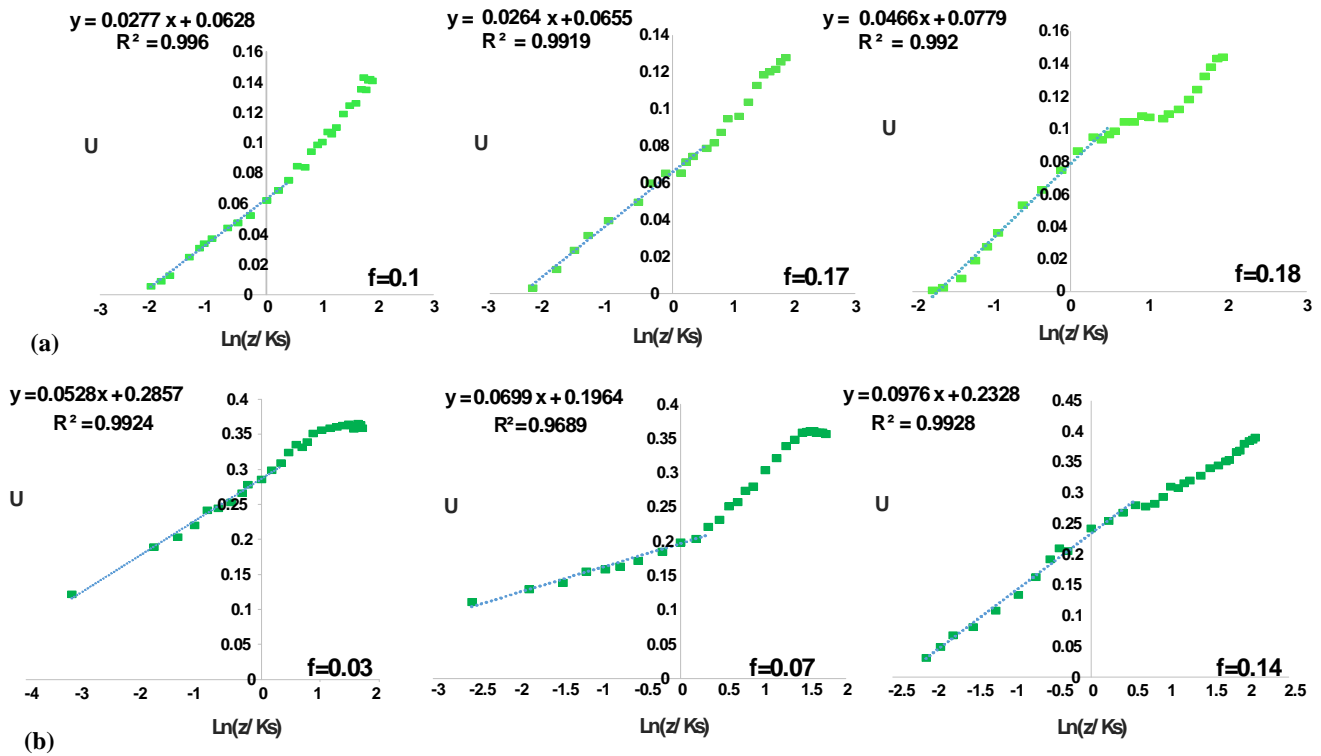 y = 0.0277 x + 0.0628
R² = 0.996
0.16
0.14
0.12
0.1
0.08
0.06
0.04
0.02
0
U
-3 -2 -1 0 1 2 3
f=0.1
Ln(z/ Ks)
y = 0.0264 x + 0.0655
R² = 0.9919
0.14
0.12
0.1
0.08
0.06
0.04
0.02
0
U
-3 -2 -1 0 1 2 3
f=0.17
Ln(z/ Ks)
y = 0.0466x + 0.0779
R² = 0.992
0.16
0.14
0.12
0.1
0.08
0.06
0.04
0.02
0
U
-2 -1 0 1 2 3
f=0.18
Ln(z/ Ks)
(a)
y = 0.0528x + 0.2857
R² = 0.9924
0.4
0.35
0.3
0.25
0.2
0.15
0.1
0.05
0
U
-4 -3 -2 -1 0 1 2
f=0.03
Ln(z/ Ks)
y = 0.0699 x + 0.1964
R² = 0.9689
0.4
0.35
0.3
0.25
0.2
0.15
0.1
0.05
0
U
-3 -2.5 -2 -1.5 -1 -0.5 0 0.5 1 1.5 2
f=0.07
Ln(z/ Ks)
y = 0.0976 x + 0.2328
R² = 0.9928
0.45
0.4
0.35
0.3
0.25
0.2
0.15
0.1
0.05
0
U
-2.5 -2 -1.5 -1 -0.5 0 0.5 1 1.5 2 2.5
f=0.14
Ln(z/ Ks)
(b)